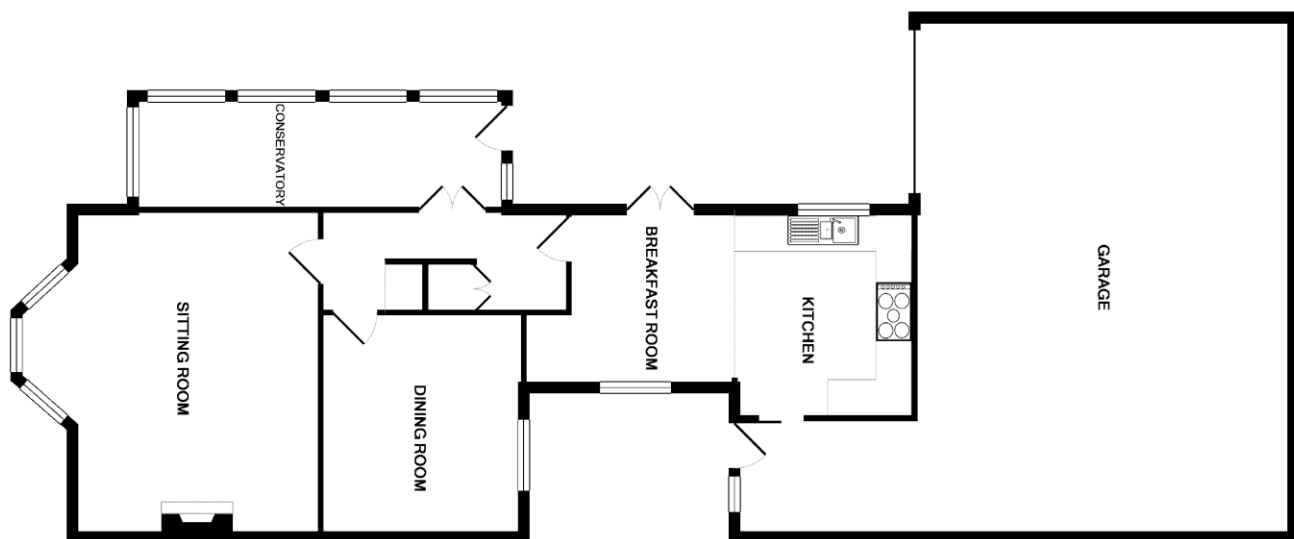 CONSERVATORY
SITTING ROOM
DINING ROOM
BREAKFAST ROOM
KITCHEN
GARAGE